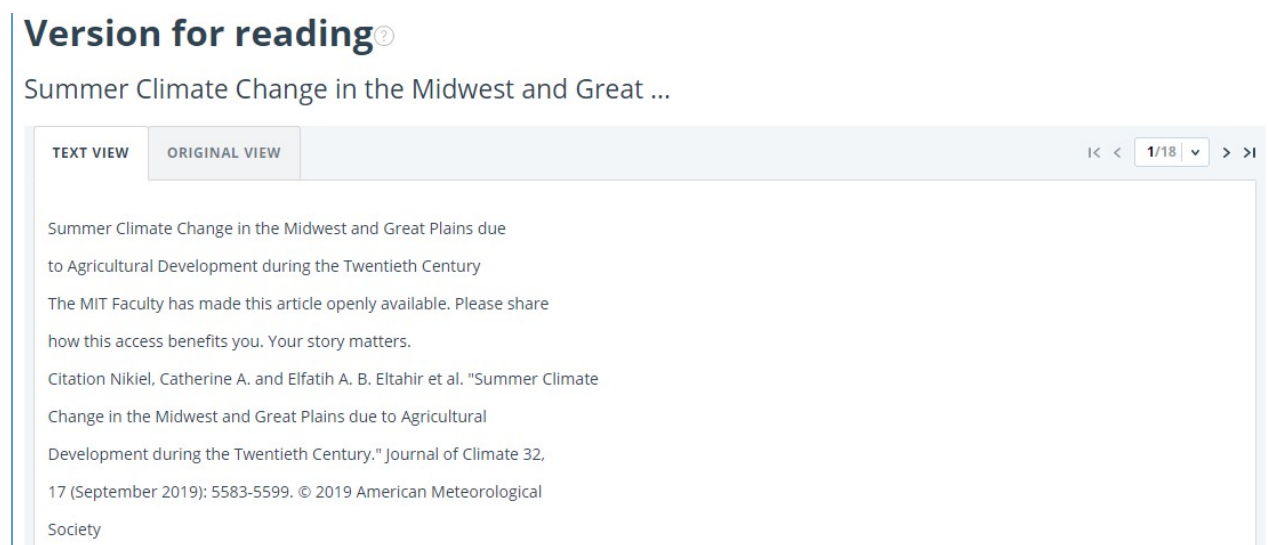 Version for reading ?
Summer Climate Change in the Midwest and Great ...
TEXT VIEW ORIGINAL VIEW 1/18
Summer Climate Change in the Midwest and Great Plains due
to Agricultural Development during the Twentieth Century
The MIT Faculty has made this article openly available. Please share
how this access benefits you. Your story matters.
Citation Nikiel, Catherine A. and Elfatih A. B. Eltahir et al. "Summer Climate
Change in the Midwest and Great Plains due to Agricultural
Development during the Twentieth Century." Journal of Climate 32,
17 (September 2019): 5583-5599. © 2019 American Meteorological
Society